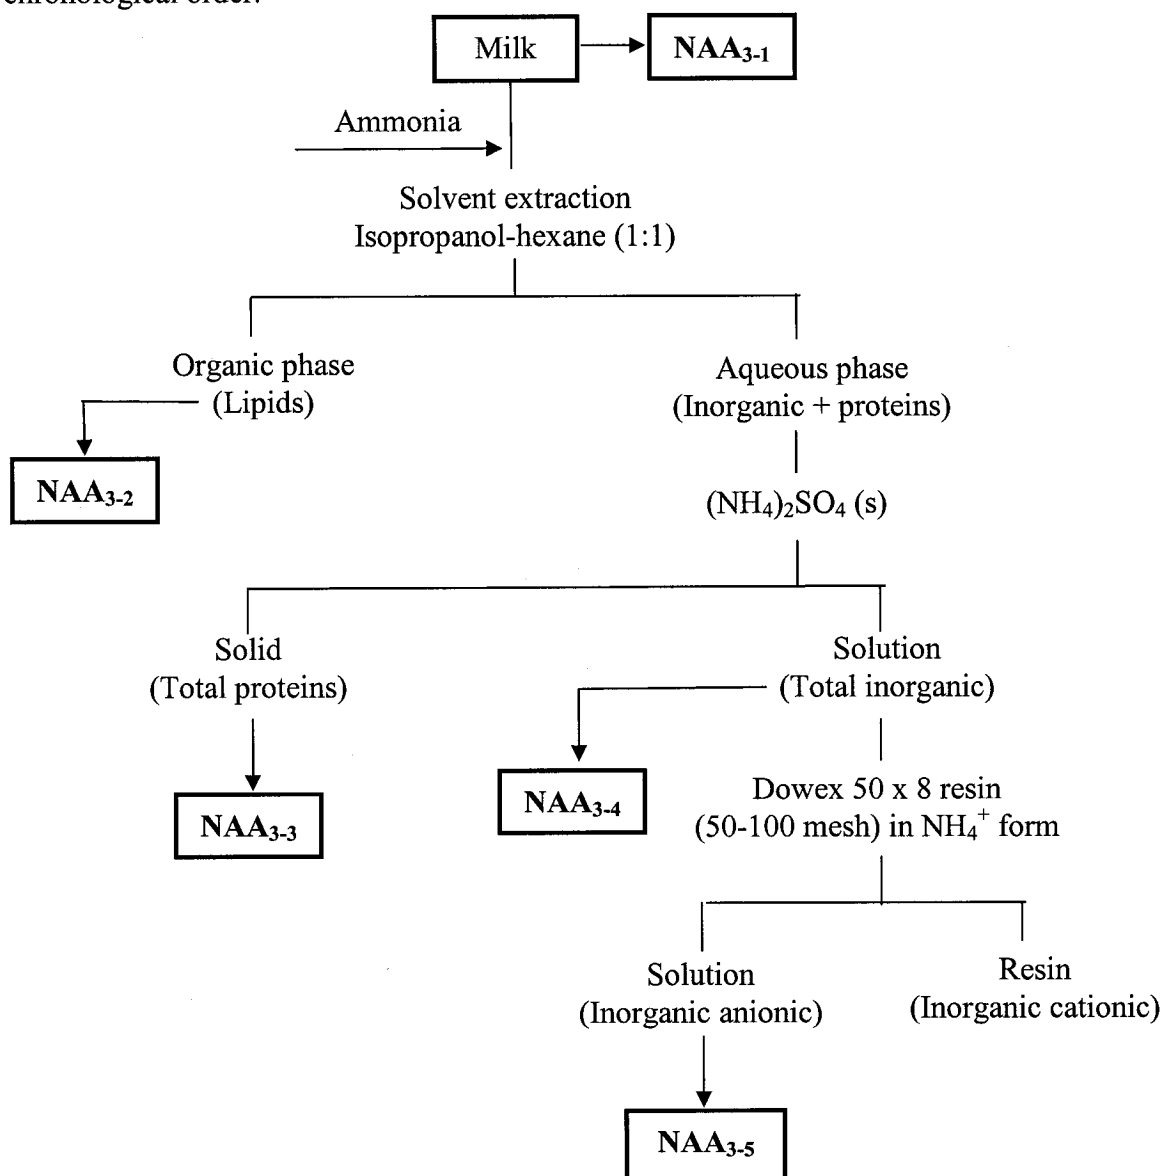 chronological order.
Milk
NAA3-1
Ammonia
Solvent extraction
Isopropanol-hexane (1:1)
Organic phase
(Lipids)
Aqueous phase
(Inorganic + proteins)
NAA3-2
(NH4)2SO4 (s)
Solid
(Total proteins)
Solution
(Total inorganic)
NAA3-3
NAA3-4
Dowex 50 x 8 resin
(50-100 mesh) in NH4+ form
Solution
(Inorganic anionic)
Resin
(Inorganic cationic)
NAA3-5